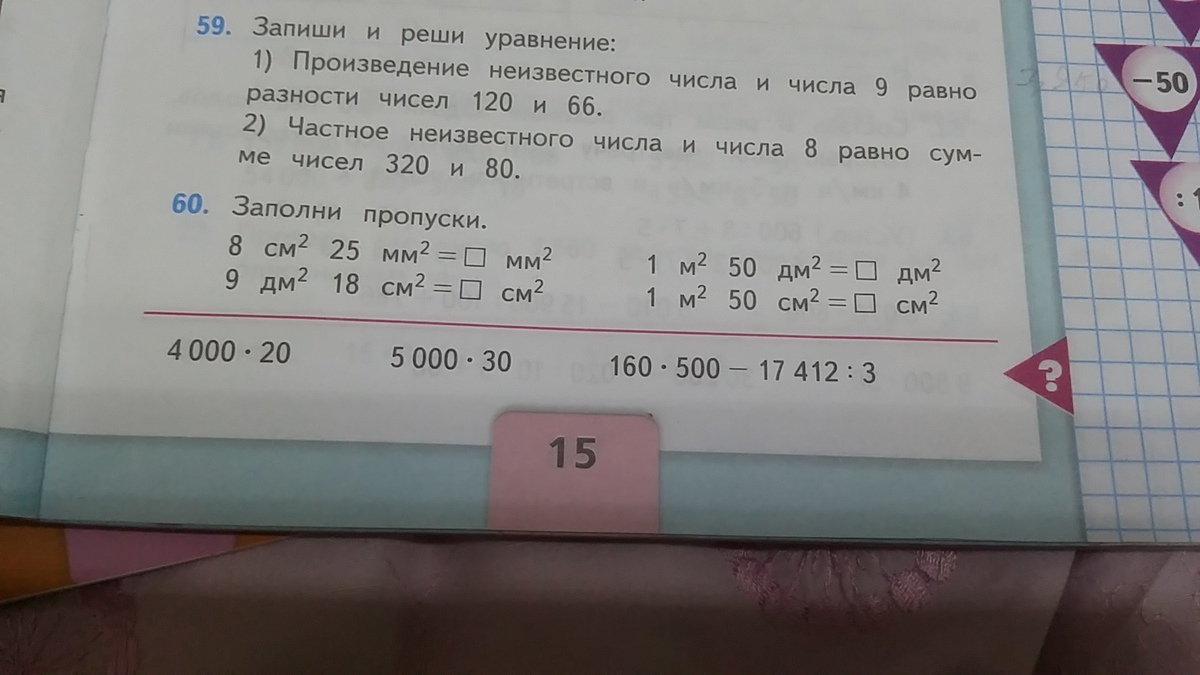 59. Запиши и реши уравнение:
1) Произведение неизвестного числа и числа 9 равно
разности чисел 120 и 66.
2) Частное неизвестного числа и числа 8 равно сум-
ме чисел 320 и 80.
60. Заполни пропуски.
8 см² 25 мм² = □ мм² 1 м² 50 дм² = □ дм²
9 дм² 18 см² = □ см² 1 м² 50 см² = □ см²
4 000 · 20 5 000 · 30 160 · 500 − 17 412 : 3
?
15
−50